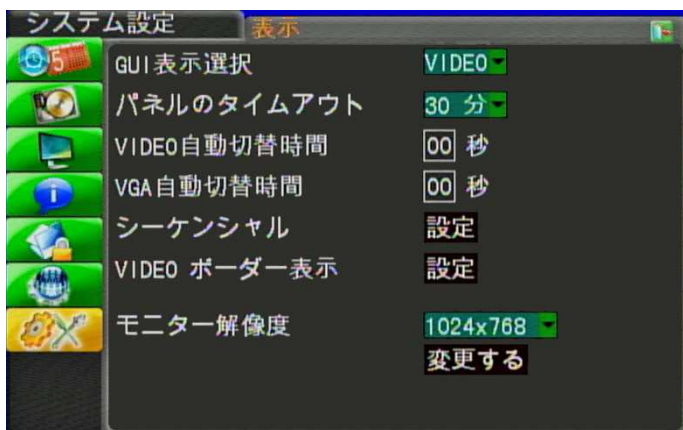 システム設定 表示
GUI表示選択 VIDEO
パネルのタイムアウト 30 分
VIDEO自動切替時間 00 秒
VGA自動切替時間 00 秒
シーケンシャル 設定
VIDEO ボーダー表示 設定
モニター解像度 1024x768
変更する
5